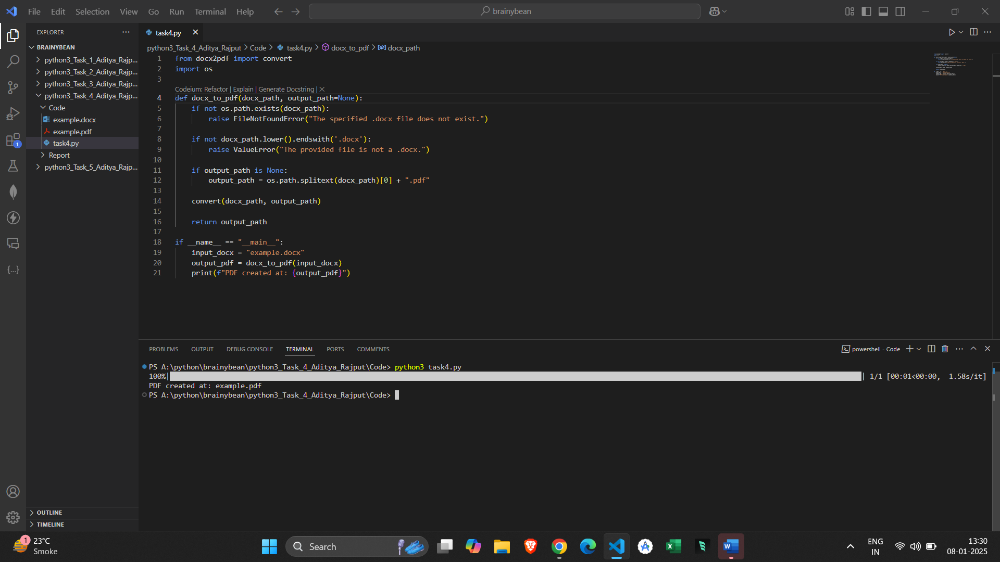 File Edit Selection View Go Run Terminal Help
brainybean
EXPLORER
BRAINYBEAN
python3_Task_1_Aditya_Rajp...
python3_Task_2_Aditya_Rajp...
python3_Task_3_Aditya_Rajp...
python3_Task_4_Aditya_Rajp...
Code
example.docx
example.pdf
task4.py
Report
python3_Task_5_Aditya_Rajp...
OUTLINE
TIMELINE
1
task4.py
python3_Task_4_Aditya_Rajput > Code > task4.py > docx_to_pdf > docx_path
1 from docx2pdf import convert
2 import os
3
Codeium: Refactor | Explain | Generate Docstring | X
4 def docx_to_pdf(docx_path, output_path=None):
5 if not os.path.exists(docx_path):
6 raise FileNotFoundError("The specified .docx file does not exist.")
7
8 if not docx_path.lower().endswith('.docx'):
9 raise ValueError("The provided file is not a .docx.")
10
11 if output_path is None:
12 output_path = os.path.splitext(docx_path)[0] + ".pdf"
13
14 convert(docx_path, output_path)
15
16 return output_path
17
18 if __name__ == "__main__":
19 input_docx = "example.docx"
20 output_pdf = docx_to_pdf(input_docx)
21 print(f"PDF created at: {output_pdf}")
PROBLEMS OUTPUT DEBUG CONSOLE TERMINAL PORTS COMMENTS
powershell - Code
PS A:\python\brainybean\python3_Task_4_Aditya_Rajput\Code> python3 task4.py
100%| | 1/1 [00:01<00:00, 1.58s/it]
PDF created at: example.pdf
PS A:\python\brainybean\python3_Task_4_Aditya_Rajput\Code>
1
23°C
Smoke
Search
ENG
IN
13:30
08-01-2025